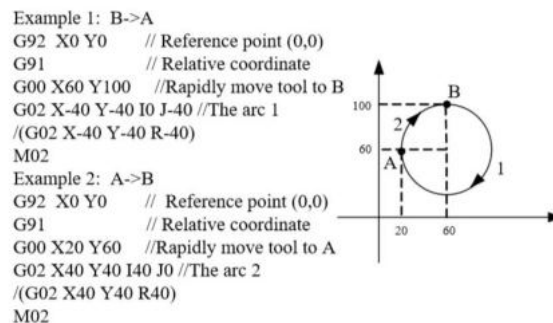 Example 1: B->A
G92 X0 Y0 // Reference point (0,0)
G91 // Relative coordinate
G00 X60 Y100 //Rapidly move tool to B
G02 X-40 Y-40 I0 J-40 //The arc 1
/(G02 X-40 Y-40 R-40)
M02
Example 2: A->B
G92 X0 Y0 // Reference point (0,0)
G91 // Relative coordinate
G00 X20 Y60 //Rapidly move tool to A
G02 X40 Y40 I40 J0 //The arc 2
/(G02 X40 Y40 R40)
M02
B
100
2
60
A
1
20 60